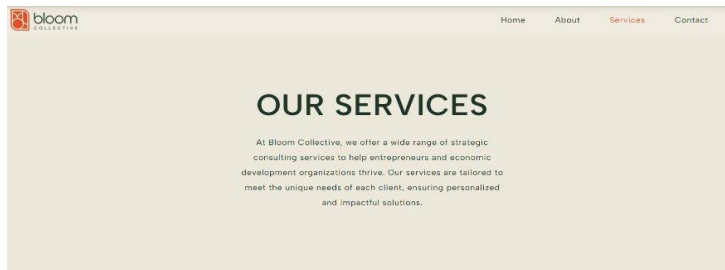 bloom
COLLECTIVE
Home About Services Contact
OUR SERVICES
At Bloom Collective, we offer a wide range of strategic
consulting services to help entrepreneurs and economic
development organizations thrive. Our services are tailored to
meet the unique needs of each client, ensuring personalized
and impactful solutions.